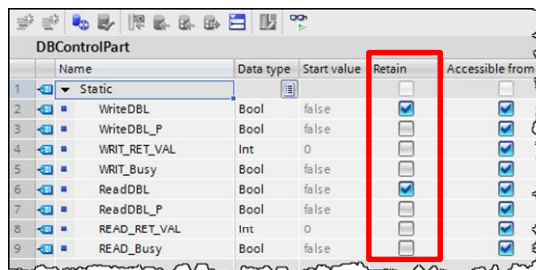 DBControlPart
Name Data type Start value Retain Accessible from
1 Static
2 WriteDBL Bool false
3 WriteDBL_P Bool false
4 WRIT_RET_VAL Int 0
5 WRIT_Busy Bool false
6 ReadDBL Bool false
7 ReadDBL_P Bool false
8 READ_RET_VAL Int 0
9 READ_Busy Bool false